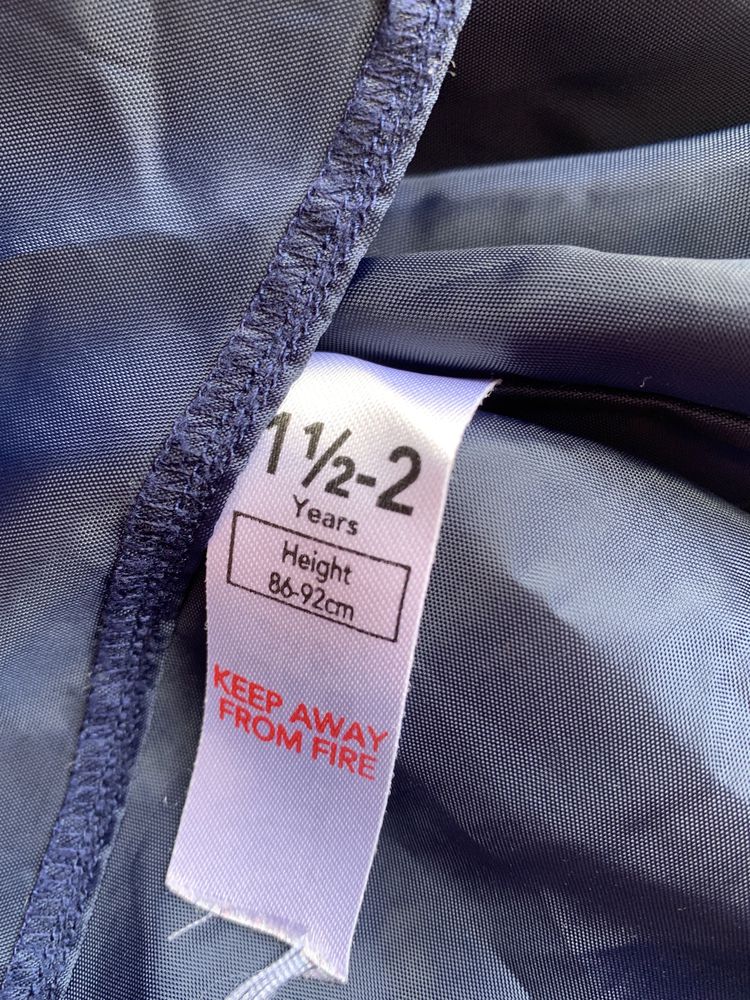 1½-2
Years
Height
86-92cm
KEEP AWAY
FROM FIRE